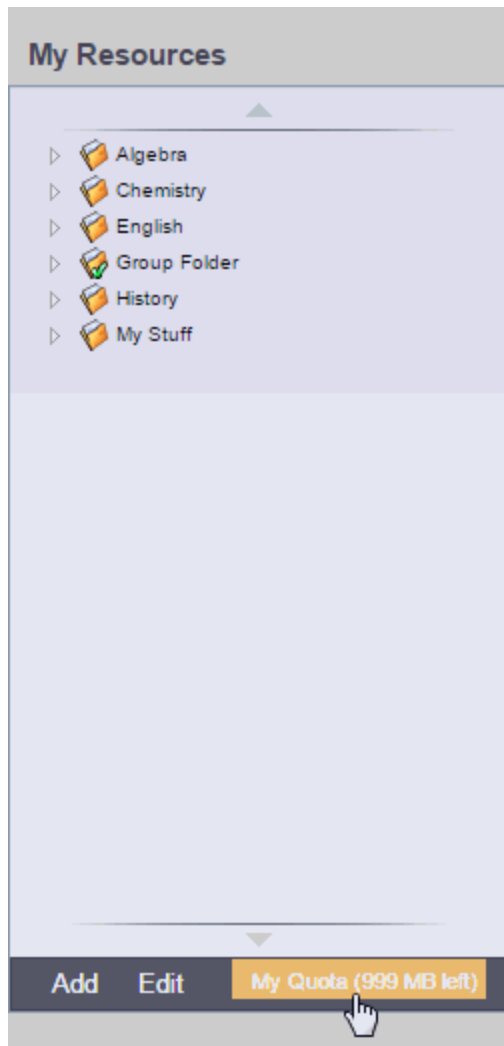 My Resources
Algebra
Chemistry
English
Group Folder
History
My Stuff
Add Edit My Quota (999 MB left)